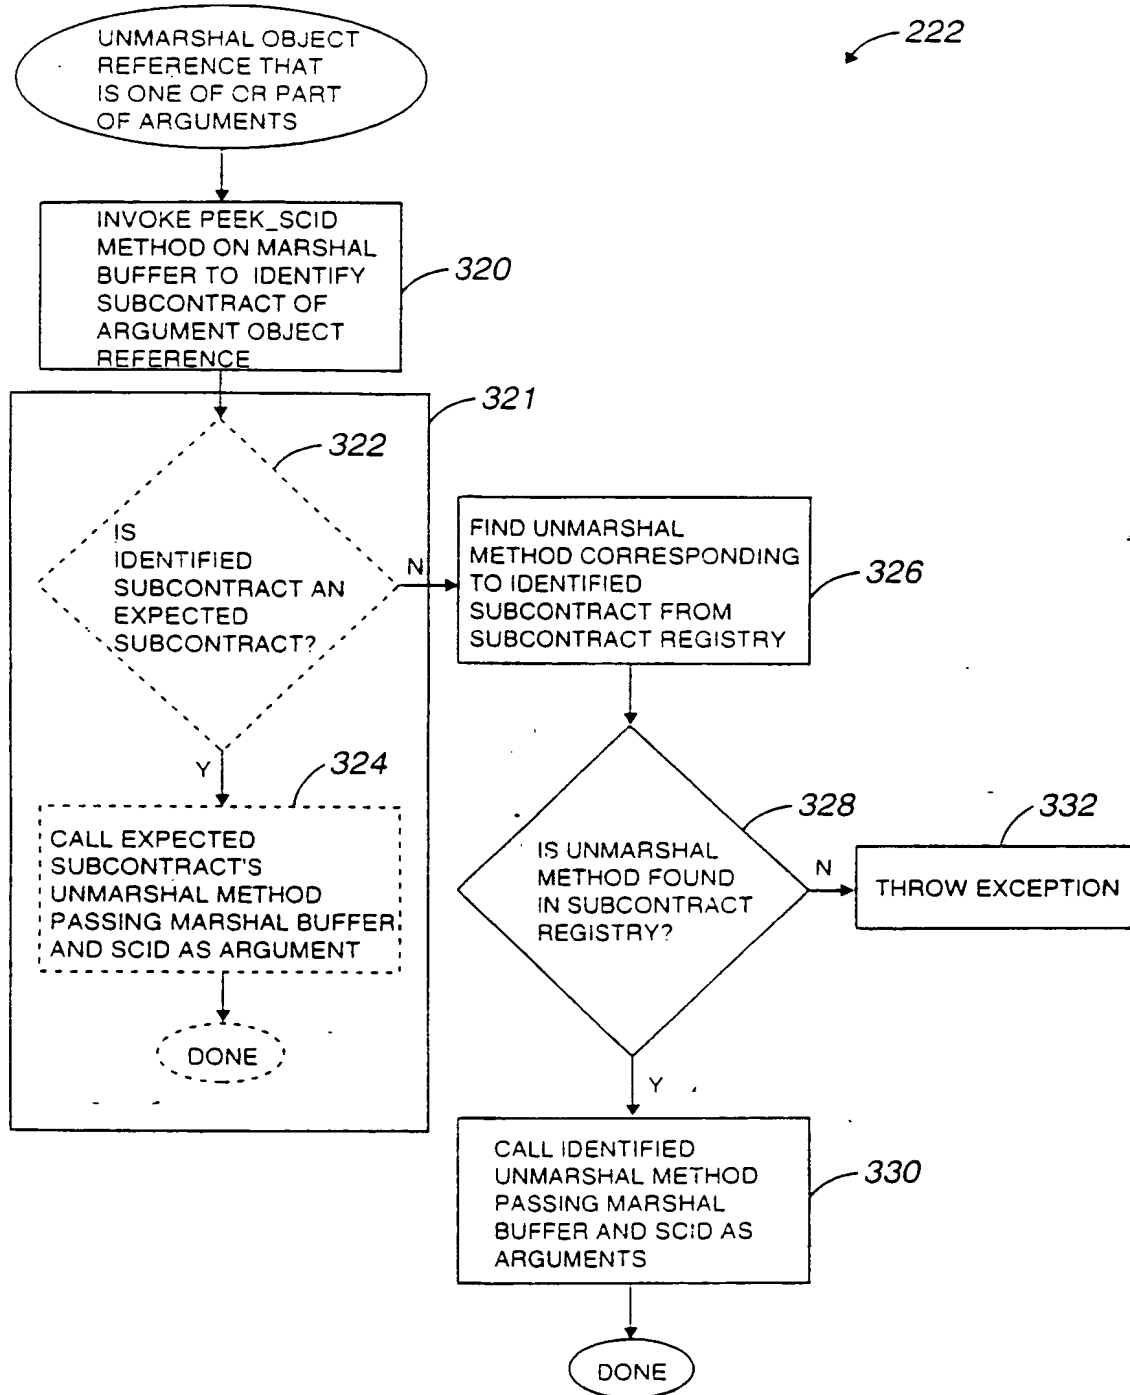 UNMARSHAL OBJECT
REFERENCE THAT
IS ONE OF OR PART
OF ARGUMENTS
222
INVOKE PEEK_SCID
METHOD ON MARSHAL
BUFFER TO IDENTIFY
SUBCONTRACT OF
ARGUMENT OBJECT
REFERENCE
320
321
322
IS
IDENTIFIED
SUBCONTRACT AN
EXPECTED
SUBCONTRACT?
N
FIND UNMARSHAL
METHOD CORRESPONDING
TO IDENTIFIED
SUBCONTRACT FROM
SUBCONTRACT REGISTRY
326
Y
324
CALL EXPECTED
SUBCONTRACT'S
UNMARSHAL METHOD
PASSING MARSHAL BUFFER
AND SCID AS ARGUMENT
DONE
328
IS UNMARSHAL
METHOD FOUND
IN SUBCONTRACT
REGISTRY?
N
332
THROW EXCEPTION
Y
CALL IDENTIFIED
UNMARSHAL METHOD
PASSING MARSHAL
BUFFER AND SCID AS
ARGUMENTS
330
DONE